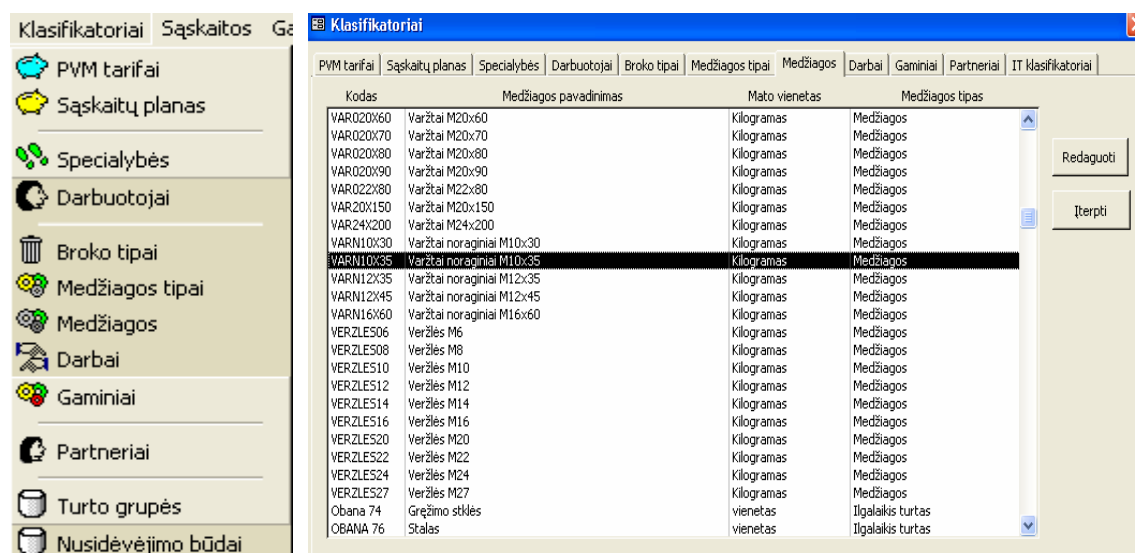 Klasifikatoriai Sąskaitos Ga
PVM tarifai
Sąskaitų planas
Specialybės
Darbuotojai
Broko tipai
Medžiagos tipai
Medžiagos
Darbai
Gaminiai
Partneriai
Turto grupės
Nusidėvėjimo būdai
Klasifikatoriai
PVM tarifai Sąskaitų planas Specialybės Darbuotojai Broko tipai Medžiagos tipai Medžiagos Darbai Gaminiai Partneriai IT klasifikatoriai
Kodas Medžiagos pavadinimas Mato vienetas Medžiagos tipas
VAR020X60 Varžtai M20x60 Kilogramas Medžiagos
VAR020X70 Varžtai M20x70 Kilogramas Medžiagos
VAR020X80 Varžtai M20x80 Kilogramas Medžiagos
VAR020X90 Varžtai M20x90 Kilogramas Medžiagos
VAR022X80 Varžtai M22x80 Kilogramas Medžiagos
VAR20X150 Varžtai M20x150 Kilogramas Medžiagos
VAR24X200 Varžtai M24x200 Kilogramas Medžiagos
VARN10X30 Varžtai noraginiai M10x30 Kilogramas Medžiagos
VARN10X35 Varžtai noraginiai M10x35 Kilogramas Medžiagos
VARN12X35 Varžtai noraginiai M12x35 Kilogramas Medžiagos
VARN12X45 Varžtai noraginiai M12x45 Kilogramas Medžiagos
VARN16X60 Varžtai noraginiai M16x60 Kilogramas Medžiagos
VERZLES06 Veržlės M6 Kilogramas Medžiagos
VERZLES08 Veržlės M8 Kilogramas Medžiagos
VERZLES10 Veržlės M10 Kilogramas Medžiagos
VERZLES12 Veržlės M12 Kilogramas Medžiagos
VERZLES14 Veržlės M14 Kilogramas Medžiagos
VERZLES16 Veržlės M16 Kilogramas Medžiagos
VERZLES20 Veržlės M20 Kilogramas Medžiagos
VERZLES22 Veržlės M22 Kilogramas Medžiagos
VERZLES24 Veržlės M24 Kilogramas Medžiagos
VERZLES27 Veržlės M27 Kilogramas Medžiagos
Obana 74 Gręžimo stklės vienetas Ilgalaikis turtas
OBANA 76 Stalas vienetas Ilgalaikis turtas
Redaguoti
Įterpti